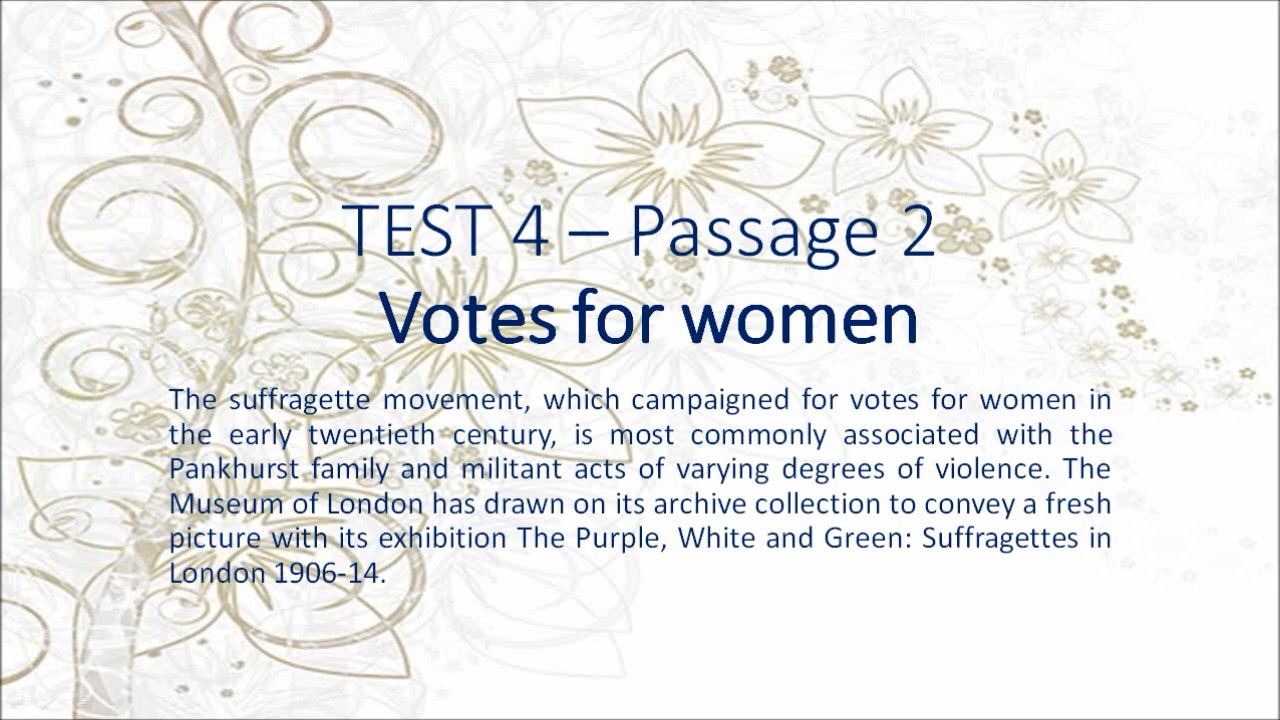 TEST 4 – Passage 2
Votes for women
The suffragette movement, which campaigned for votes for women in
the early twentieth century, is most commonly associated with the
Pankhurst family and militant acts of varying degrees of violence. The
Museum of London has drawn on its archive collection to convey a fresh
picture with its exhibition The Purple, White and Green: Suffragettes in
London 1906-14.